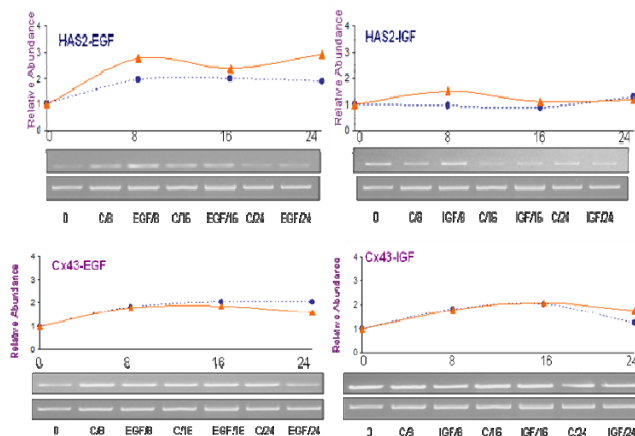 HAS2-EGF
Relative Abundance
4
3
2
1
0
0 8 16 24
0 C/8 EGF/8 C/16 EGF/16 C/24 EGF/24
HAS2-IGF
Relative Abundance
4
3
2
1
0
0 8 16 24
0 C/8 IGF/8 C/16 IGF/16 C/24 IGF/24
Cx43-EGF
Relative Abundance
4
3
2
1
0
0 8 16 24
0 C/8 EGF/8 C/16 EGF/16 C/24 EGF/24
Cx43-IGF
Relative Abundance
4
3
2
1
0
0 8 16 24
0 C/8 IGF/8 C/16 IGF/16 C/24 IGF/24